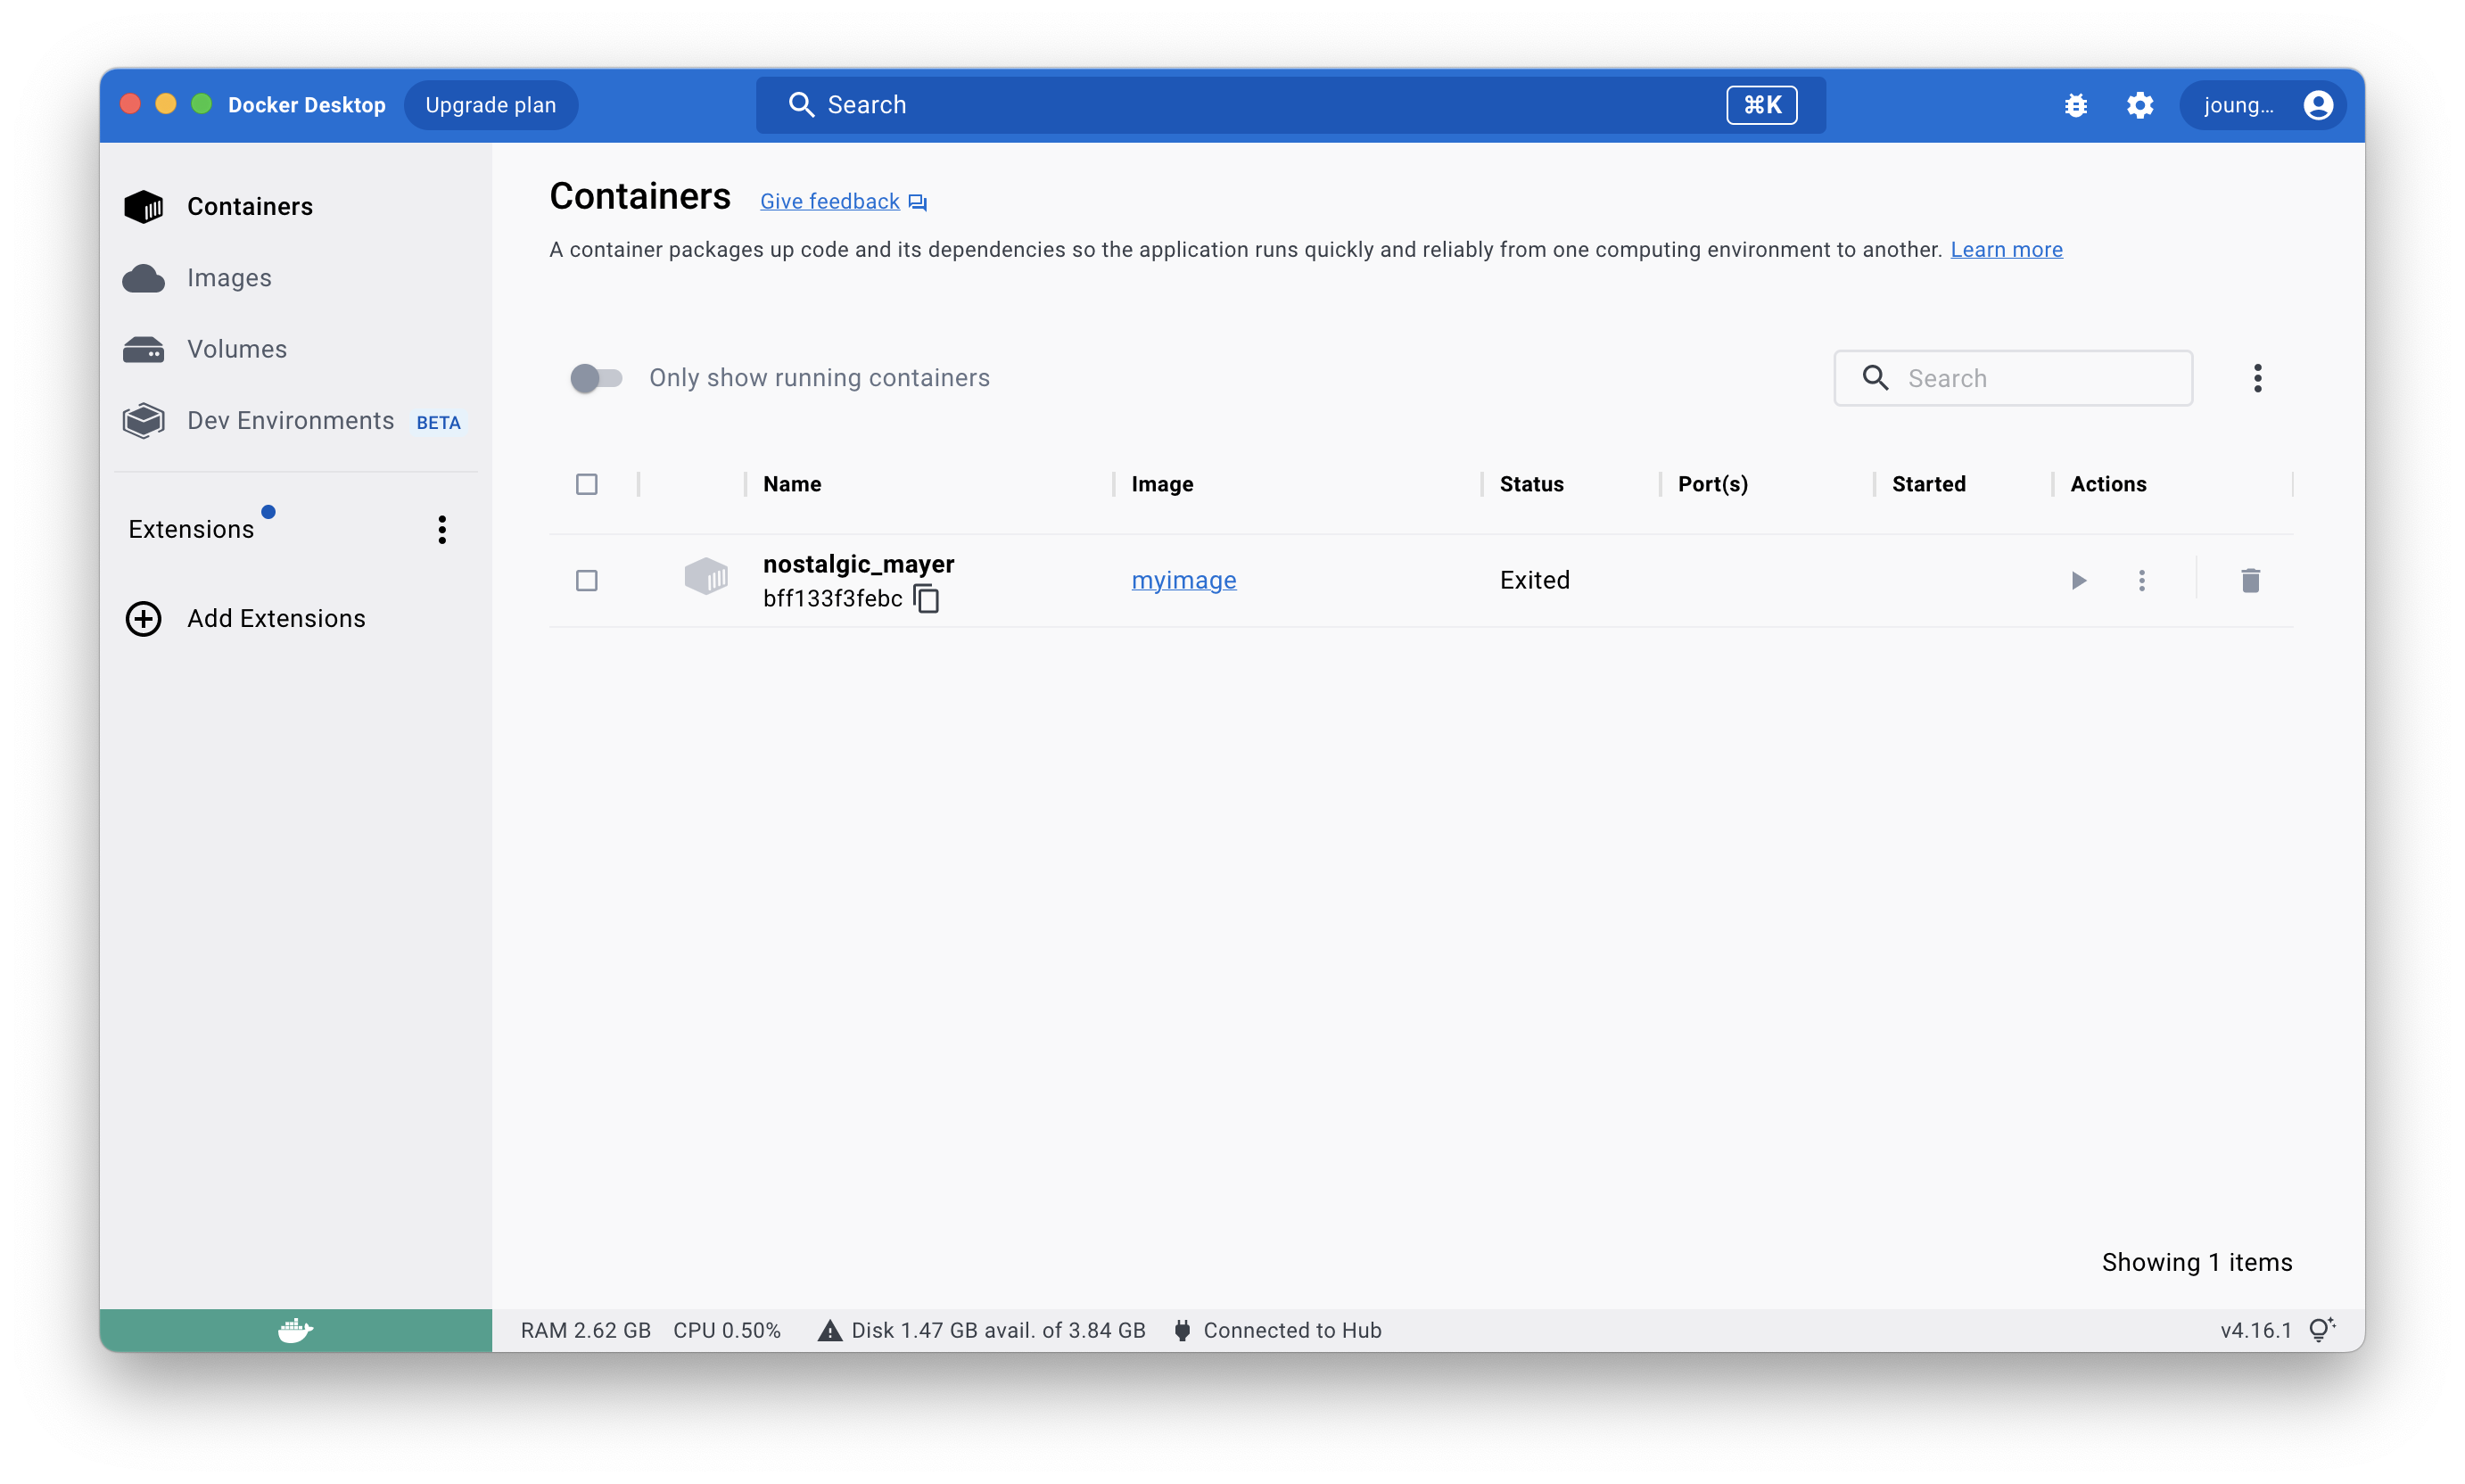 Docker Desktop Upgrade plan Search ⌘K joung...
Containers
Images
Volumes
Dev Environments BETA
Extensions
Add Extensions
Containers Give feedback
A container packages up code and its dependencies so the application runs quickly and reliably from one computing environment to another. Learn more
Only show running containers Search
Name Image Status Port(s) Started Actions
nostalgic_mayer
bff133f3febc myimage Exited
Showing 1 items
RAM 2.62 GB CPU 0.50% Disk 1.47 GB avail. of 3.84 GB Connected to Hub v4.16.1